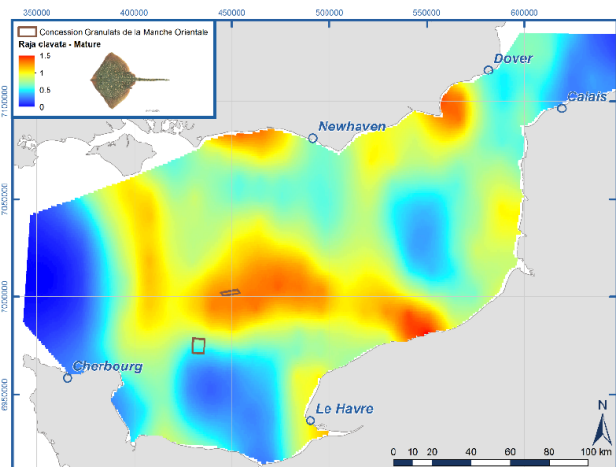 350000 400000 450000 500000 550000 600000
Concession Granulats de la Manche Orientale
Raja clavata - Mature
1.5
1
0.5
0
Dover
Calais
Newhaven
Cherbourg
Le Havre
7100000
7050000
7000000
6950000
N
0 10 20 40 60 80 100 km